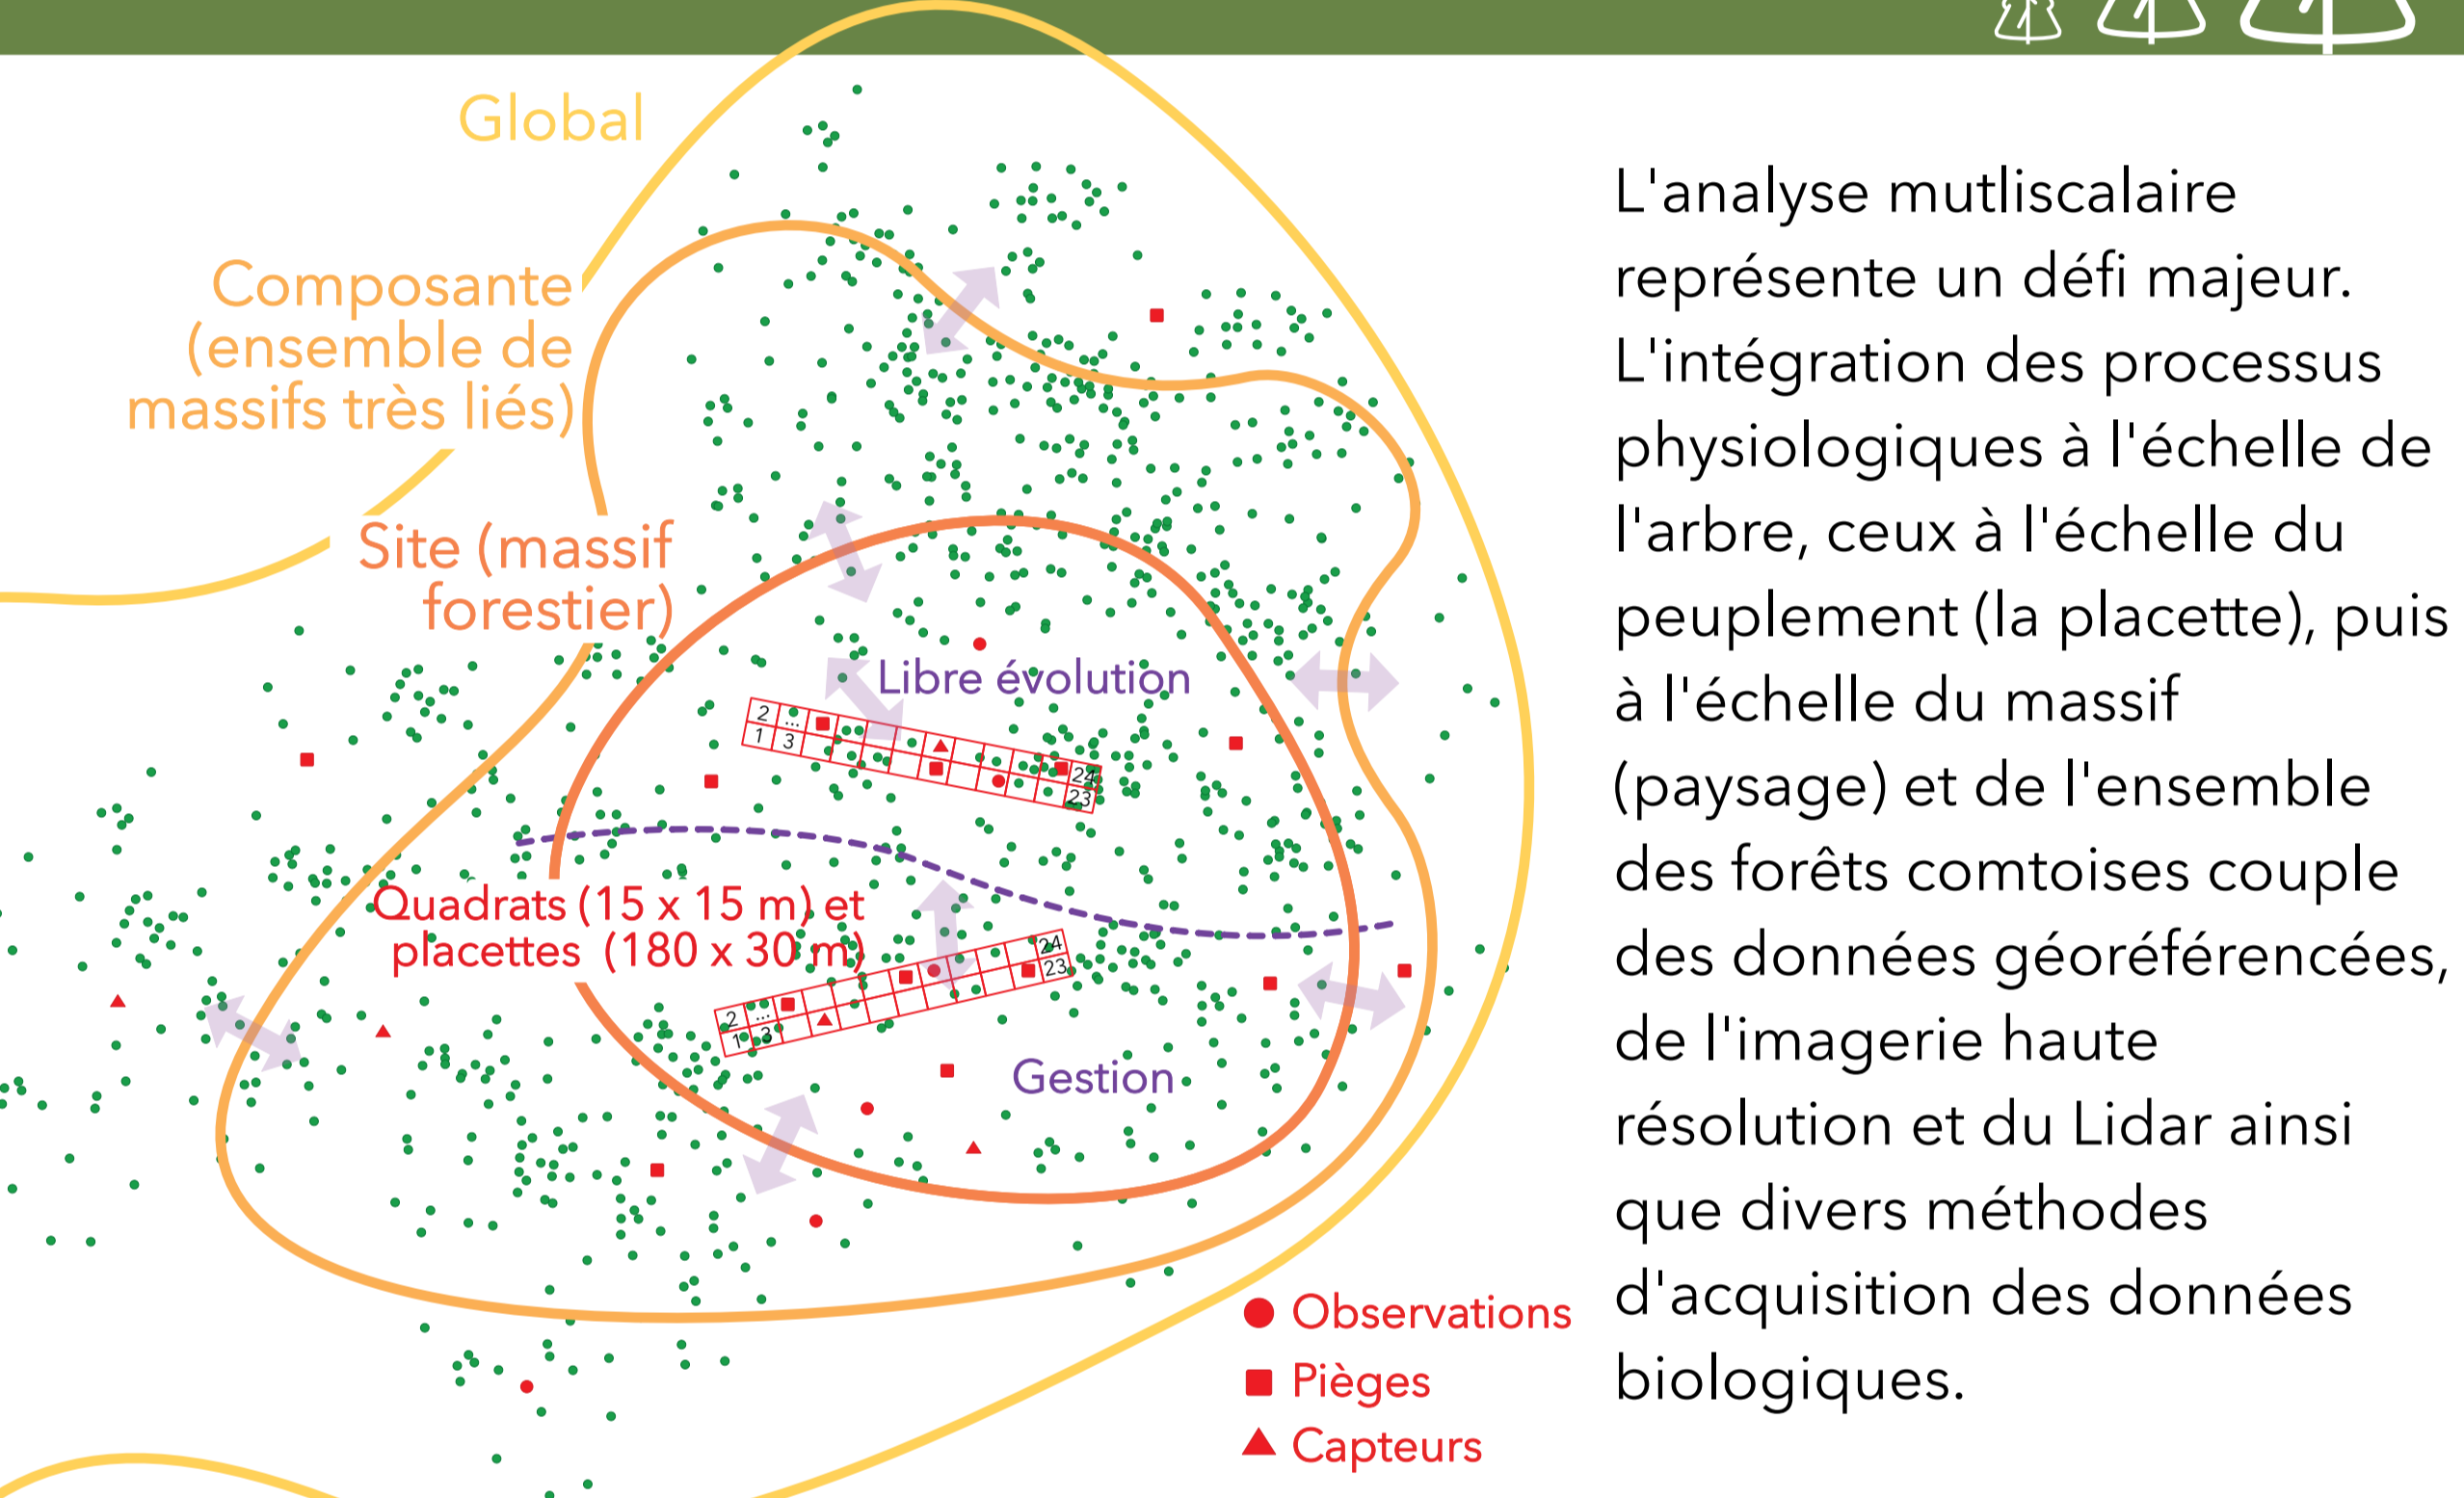 Global
Composante
(ensemble de
massifs très liés)
Site (massif
forestier)
Libre évolution
2 ...
1 3
24
23
Quadrats (15 x 15 m) et
placettes (180 x 30 m)
2 ...
1 3
24
23
Gestion
Observations
Pièges
Capteurs
L'analyse mutliscalaire
représente un défi majeur.
L'intégration des processus
physiologiques à l'échelle de
l'arbre, ceux à l'échelle du
peuplement (la placette), puis
à l'échelle du massif
(paysage) et de l'ensemble
des forêts comtoises couple
des données géoréférencées,
de l'imagerie haute
résolution et du Lidar ainsi
que divers méthodes
d'acquisition des données
biologiques.